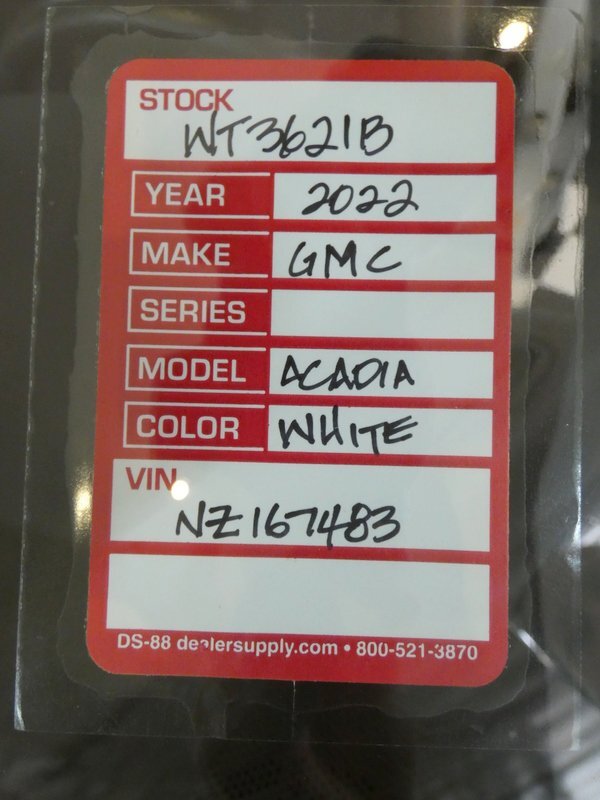 STOCK
WT3621B
YEAR 2022
MAKE GMC
SERIES
MODEL ACADIA
COLOR WHITE
VIN
NZ167483
DS-88 dealersupply.com • 800-521-3870